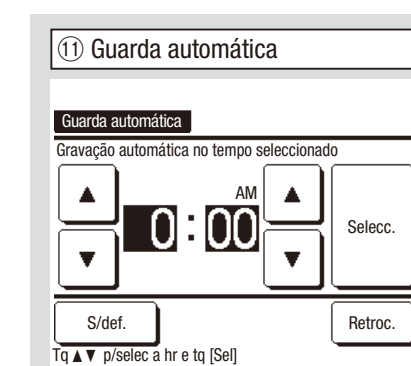 ⑪ Guarda automática
Guarda automática
Gravação automática no tempo seleccionado
▲ AM ▲
0 : 00 Selecc.
▼ ▼
S/def. Retroc.
Tq ▲▼ p/selec a hr e tq [Sel]